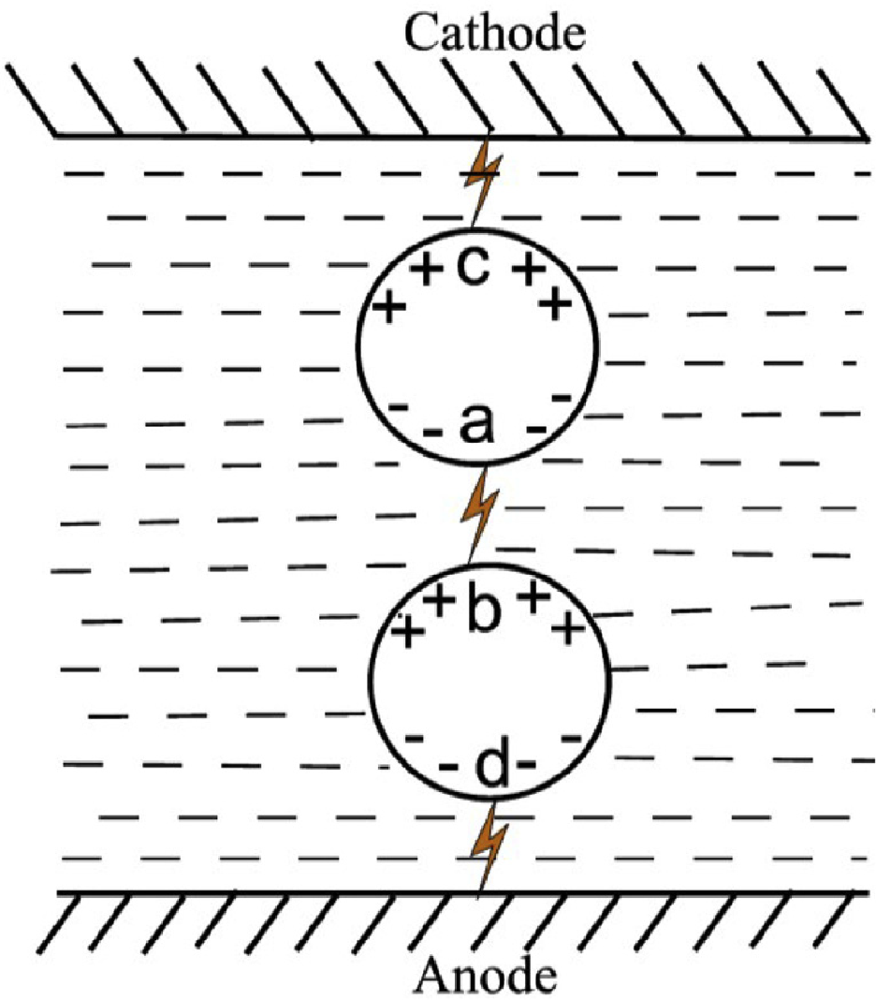 Cathode
+ c +
+ +
- -
- a -
+ b +
+ +
- -
- d -
Anode